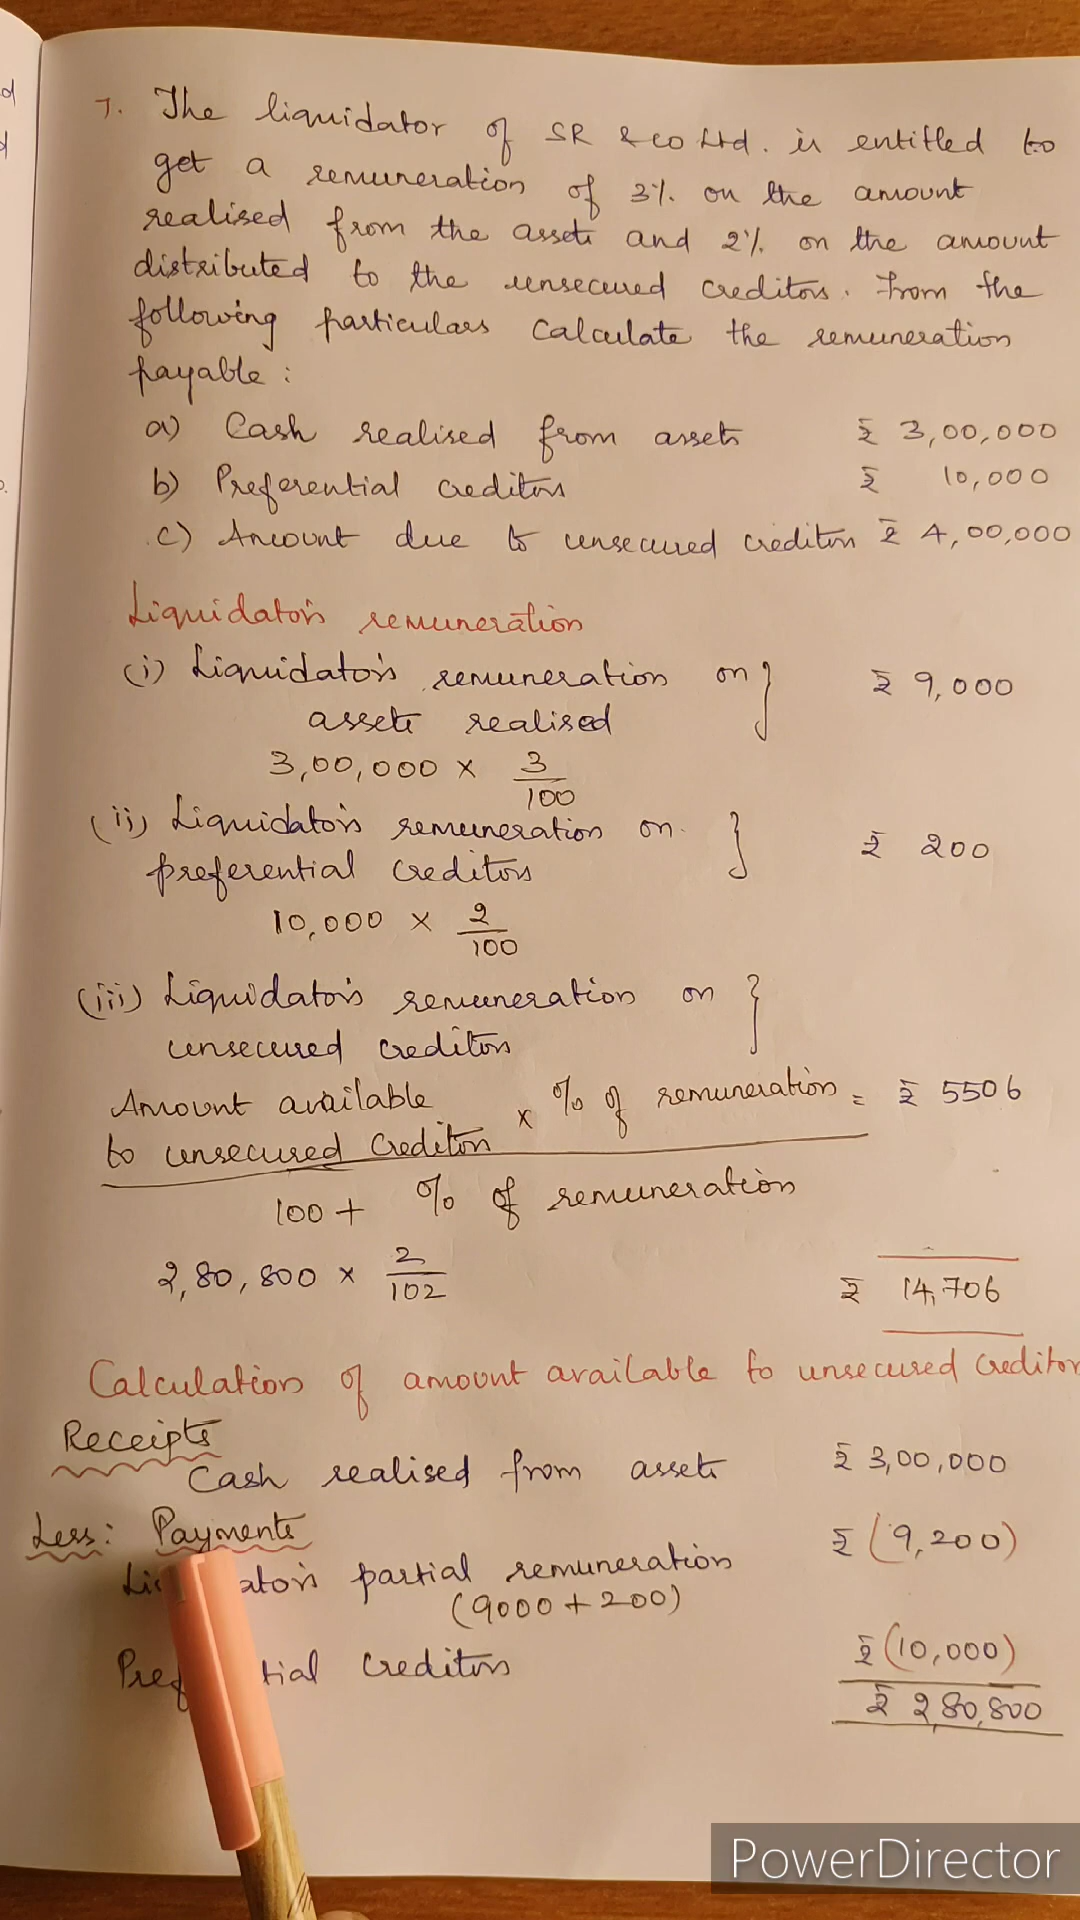 7. The liquidator of SR & co Ltd. is entitled to
get a remuneration of 3% on the amount
realised from the assets and 2% on the amount
distributed to the unsecured creditors. From the
following particulars calculate the remuneration
payable :
a) Cash realised from assets ₹ 3,00,000
b) Preferential creditors ₹ 10,000
c) Amount due to unsecured creditors ₹ 4,00,000
Liquidator's remuneration
(i) Liquidator's remuneration on } ₹ 9,000
assets realised
3,00,000 × 3/100
(ii) Liquidator's remuneration on } ₹ 200
preferential creditors
10,000 × 2/100
(iii) Liquidator's remuneration on }
unsecured creditors
Amount available × % of remuneration = ₹ 5506
to unsecured creditors
100 + % of remuneration
2,80,800 × 2/102
₹ 14,706
Calculation of amount available to unsecured creditor
Receipts
Cash realised from assets ₹ 3,00,000
Less: Payments
₹ (9,200)
partial remuneration
(9000 + 200)
creditors ₹ (10,000)
₹ 2,80,800
PowerDirector